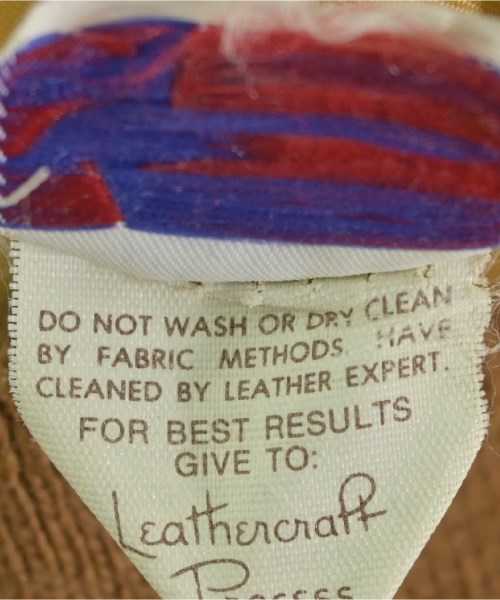 DO NOT WASH OR DRY CLEAN
BY FABRIC METHODS. HAVE
CLEANED BY LEATHER EXPERT.
FOR BEST RESULTS
GIVE TO:
Leathercraft
Process